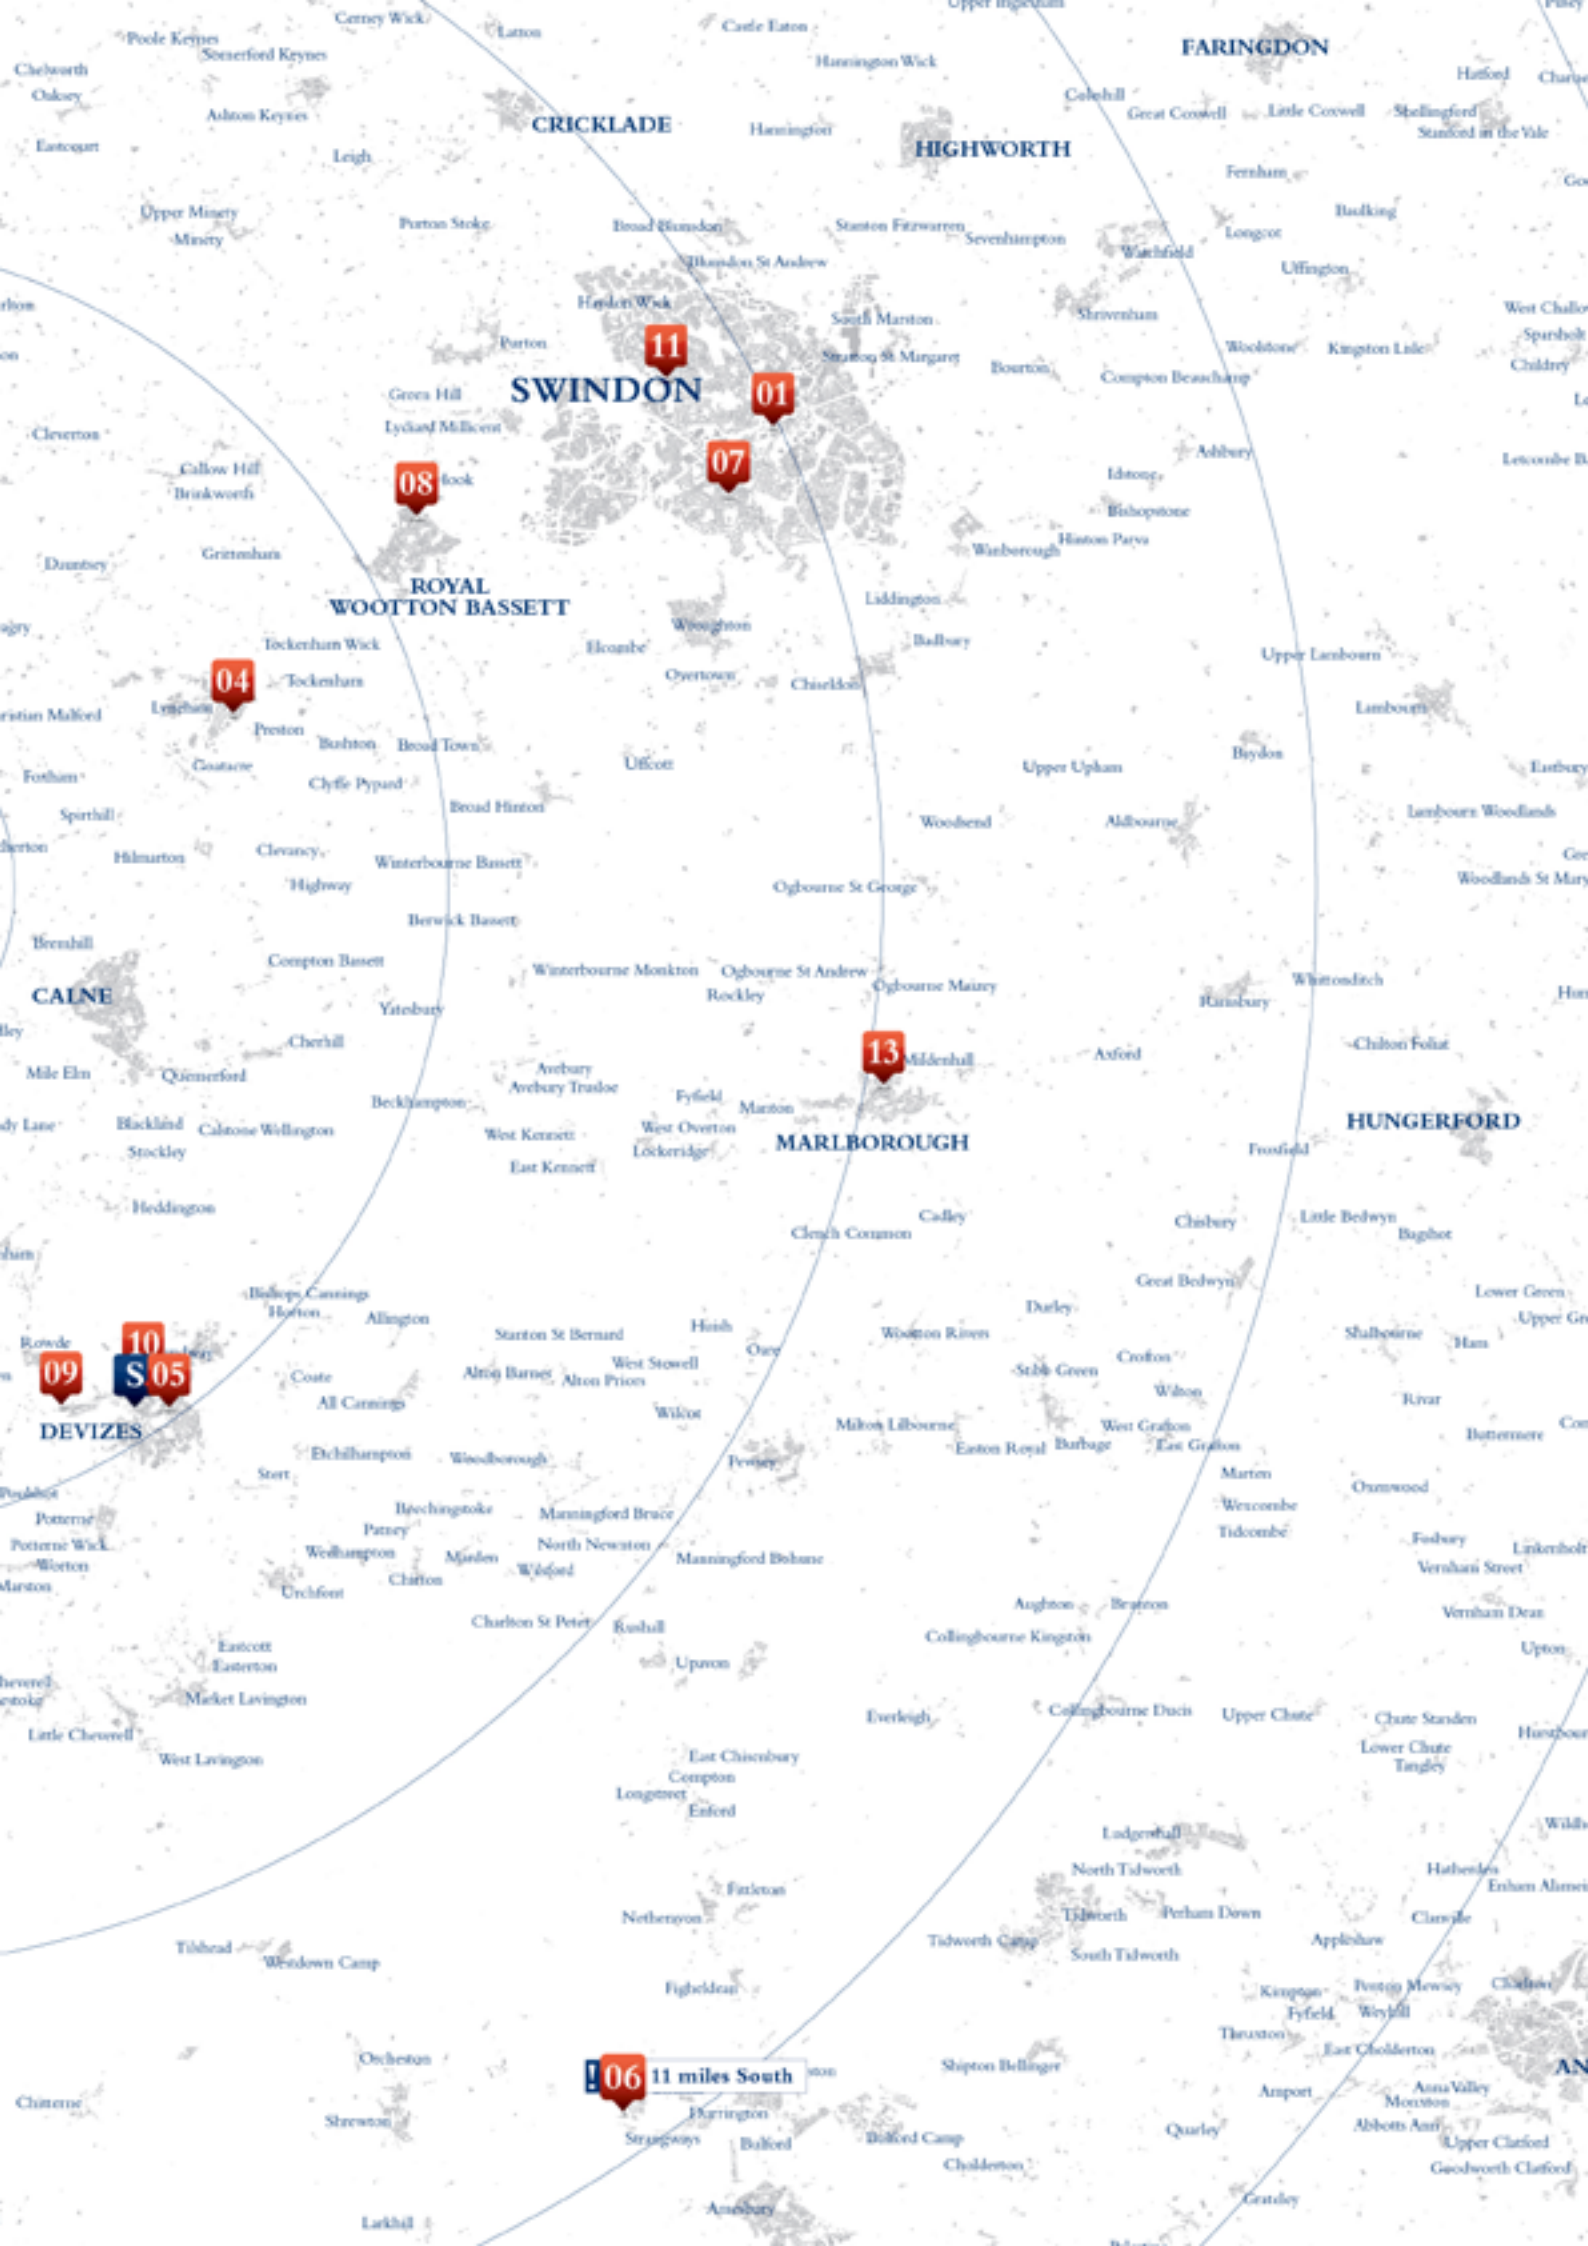 Cerney Wick
Latton
Castle Eaton
Poole Keynes
Somerford Keynes
FARINGDON
Hannington Wick
Chelworth
Hatford
Oaksey
Coleshill
Ashton Keynes
Great Coxwell
Little Coxwell
Shellingford
CRICKLADE
Hannington
Stanford in the Vale
Eastcourt
Leigh
HIGHWORTH
Fernham
Upper Minety
Baulking
Purton Stoke
Broad Blunsdon
Stanton Fitzwarren
Longcot
Minety
Sevenhampton
Watchfield
Blunsdon St Andrew
Uffington
Haydon Wick
West Challow
South Marston
Shrivenham
Sparsholt
Purton
11
Stratton St Margaret
Woolstone
Kingston Lisle
Bourton
Childrey
Compton Beauchamp
SWINDON
01
Green Hill
Lydiard Millicent
Cleverton
Ashbury
07
Callow Hill
08
Hook
Idstone
Brinkworth
Bishopstone
Hinton Parva
Wanborough
Grittenham
Dauntsey
ROYAL
WOOTTON BASSETT
Liddington
Wroughton
Badbury
Tockenham Wick
Elcombe
Upper Lambourn
04
Tockenham
Overtown
Chiseldon
Lyneham
Lambourn
Preston
Bushton
Broad Town
Baydon
Goatacre
Uffcott
Upper Upham
Eastbury
Foxham
Clyffe Pypard
Broad Hinton
Lambourn Woodlands
Spirthill
Woodsend
Aldbourne
Clevancy
Hilmarton
Winterbourne Bassett
Highway
Ogbourne St George
Woodlands St Mary
Berwick Bassett
Bremhill
Compton Bassett
Winterbourne Monkton
Ogbourne St Andrew
Whittonditch
Ogbourne Maizey
CALNE
Rockley
Ramsbury
Yatesbury
Cherhill
Chilton Foliat
13
Mildenhall
Axford
Avebury
Mile Elm
Quemerford
Avebury Trusloe
Fyfield
Beckhampton
Manton
Blackland
Calstone Wellington
West Kennett
West Overton
HUNGERFORD
MARLBOROUGH
Stockley
Lockeridge
Froxfield
East Kennett
Heddington
Cadley
Chisbury
Little Bedwyn
Clench Common
Bagshot
Great Bedwyn
Bishops Cannings
Lower Green
Horton
Allington
Durley
Huish
Stanton St Bernard
Wootton Rivers
Shalbourne
Rowde
10
Ham
Oare
Crofton
West Stowell
09
S
05
Coate
Alton Barnes
Alton Priors
Stibb Green
Wilton
All Cannings
Rivar
Wilcot
Milton Lilbourne
West Grafton
DEVIZES
Buttermere
Easton Royal
Burbage
East Grafton
Etchilhampton
Woodborough
Pewsey
Stert
Marten
Oxenwood
Wexcombe
Beechingstoke
Manningford Bruce
Potterne
Patney
Tidcombe
Potterne Wick
North Newnton
Fosbury
Linkenholt
Wedhampton
Marden
Manningford Bohune
Worton
Wilsford
Vernham Street
Marston
Chirton
Urchfont
Aughton
Brunton
Vernham Dean
Charlton St Peter
Rushall
Collingbourne Kingston
Eastcott
Upton
Easterton
Upavon
Market Lavington
Collingbourne Ducis
Everleigh
Upper Chute
Chute Standen
Little Cheverell
Lower Chute
West Lavington
East Chisenbury
Tangley
Compton
Longstreet
Enford
Ludgershall
North Tidworth
Hatherden
Fittleton
Tidworth
Perham Down
Netheravon
Clanville
Tidworth Camp
Appleshaw
Tilshead
South Tidworth
Westdown Camp
Figheldean
Kimpton
Penton Mewsey
Charlton
Fyfield
Weyhill
Thruxton
East Cholderton
Orcheston
Shipton Bellinger
!
06
11 miles South
Amport
Anna Valley
Chitterne
Monxton
Durrington
Shrewton
Abbotts Ann
Quarley
Strangways
Bulford
Bulford Camp
Upper Clatford
Cholderton
Goodworth Clatford
Grateley
Amesbury
Larkhill